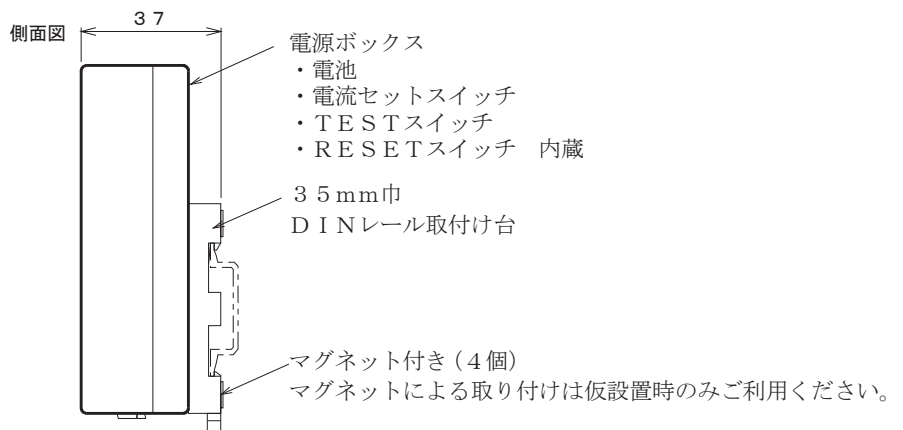 側面図
３７
電源ボックス
・電池
・電流セットスイッチ
・ＴＥＳＴスイッチ
・ＲＥＳＥＴスイッチ　内蔵
３５mm巾
ＤＩＮレール取付け台
マグネット付き（４個）
マグネットによる取り付けは仮設置時のみご利用ください。